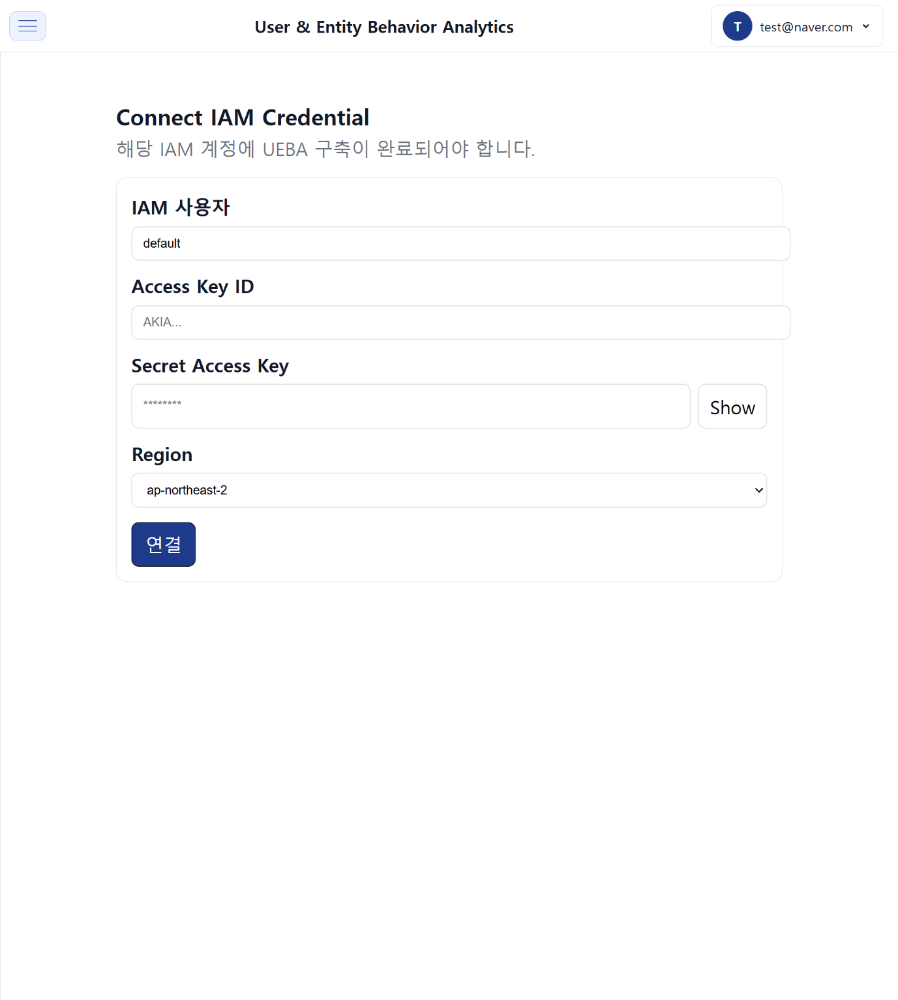 User & Entity Behavior Analytics
T test@naver.com
Connect IAM Credential
해당 IAM 계정에 UEBA 구축이 완료되어야 합니다.
IAM 사용자
default
Access Key ID
AKIA...
Secret Access Key
********
Show
Region
ap-northeast-2
연결